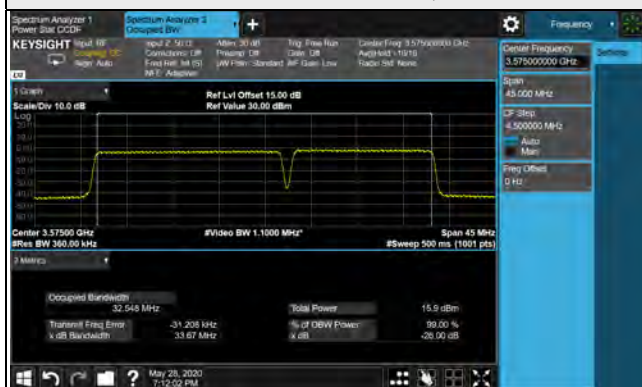 Spectrum Analyzer 1
Power Stat CCDF
Spectrum Analyzer 2
Occupied BW
+
Frequency
KEYSIGHT
Input: RF
Coupling: DC
Align: Auto
Input Z: 50 Ω
Corrections: Off
Freq Ref: Int (S)
NFE: Adaptive
Atten: 30 dB
Preamp: Off
µW Path: Standard
Trig: Free Run
Gate: Off
#IF Gain: Low
Center Freq: 3.575000000 GHz
Avg|Hold: >10/10
Radio Std: None
Center Frequency
3.575000000 GHz
Settings
Span
45.000 MHz
CF Step
4.500000 MHz
Auto
Man
Freq Offset
0 Hz
1 Graph
Scale/Div 10.0 dB
Log
Ref Lvl Offset 15.00 dB
Ref Value 30.00 dBm
Center 3.57500 GHz
#Res BW 360.00 kHz
#Video BW 1.1000 MHz*
Span 45 MHz
#Sweep 500 ms (1001 pts)
2 Metrics
Occupied Bandwidth
32.548 MHz
Total Power
15.9 dBm
Transmit Freq Error
-31.208 kHz
% of OBW Power
99.00 %
x dB Bandwidth
33.67 MHz
x dB
-26.00 dB
?
May 28, 2020
7:12:02 PM